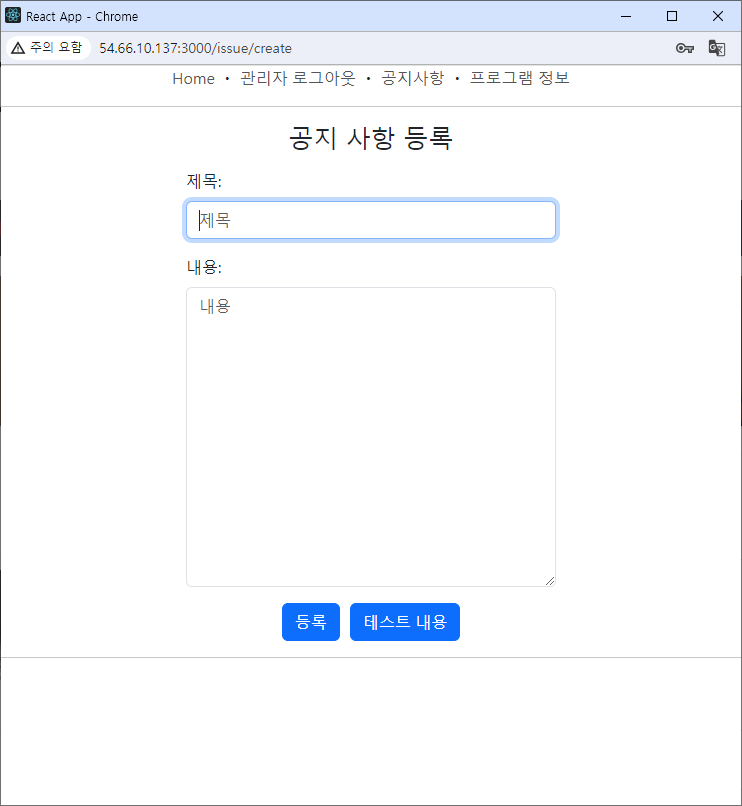 React App - Chrome
주의 요함 54.66.10.137:3000/issue/create
Home • 관리자 로그아웃 • 공지사항 • 프로그램 정보
공지 사항 등록
제목:
제목
내용:
내용
등록 테스트 내용